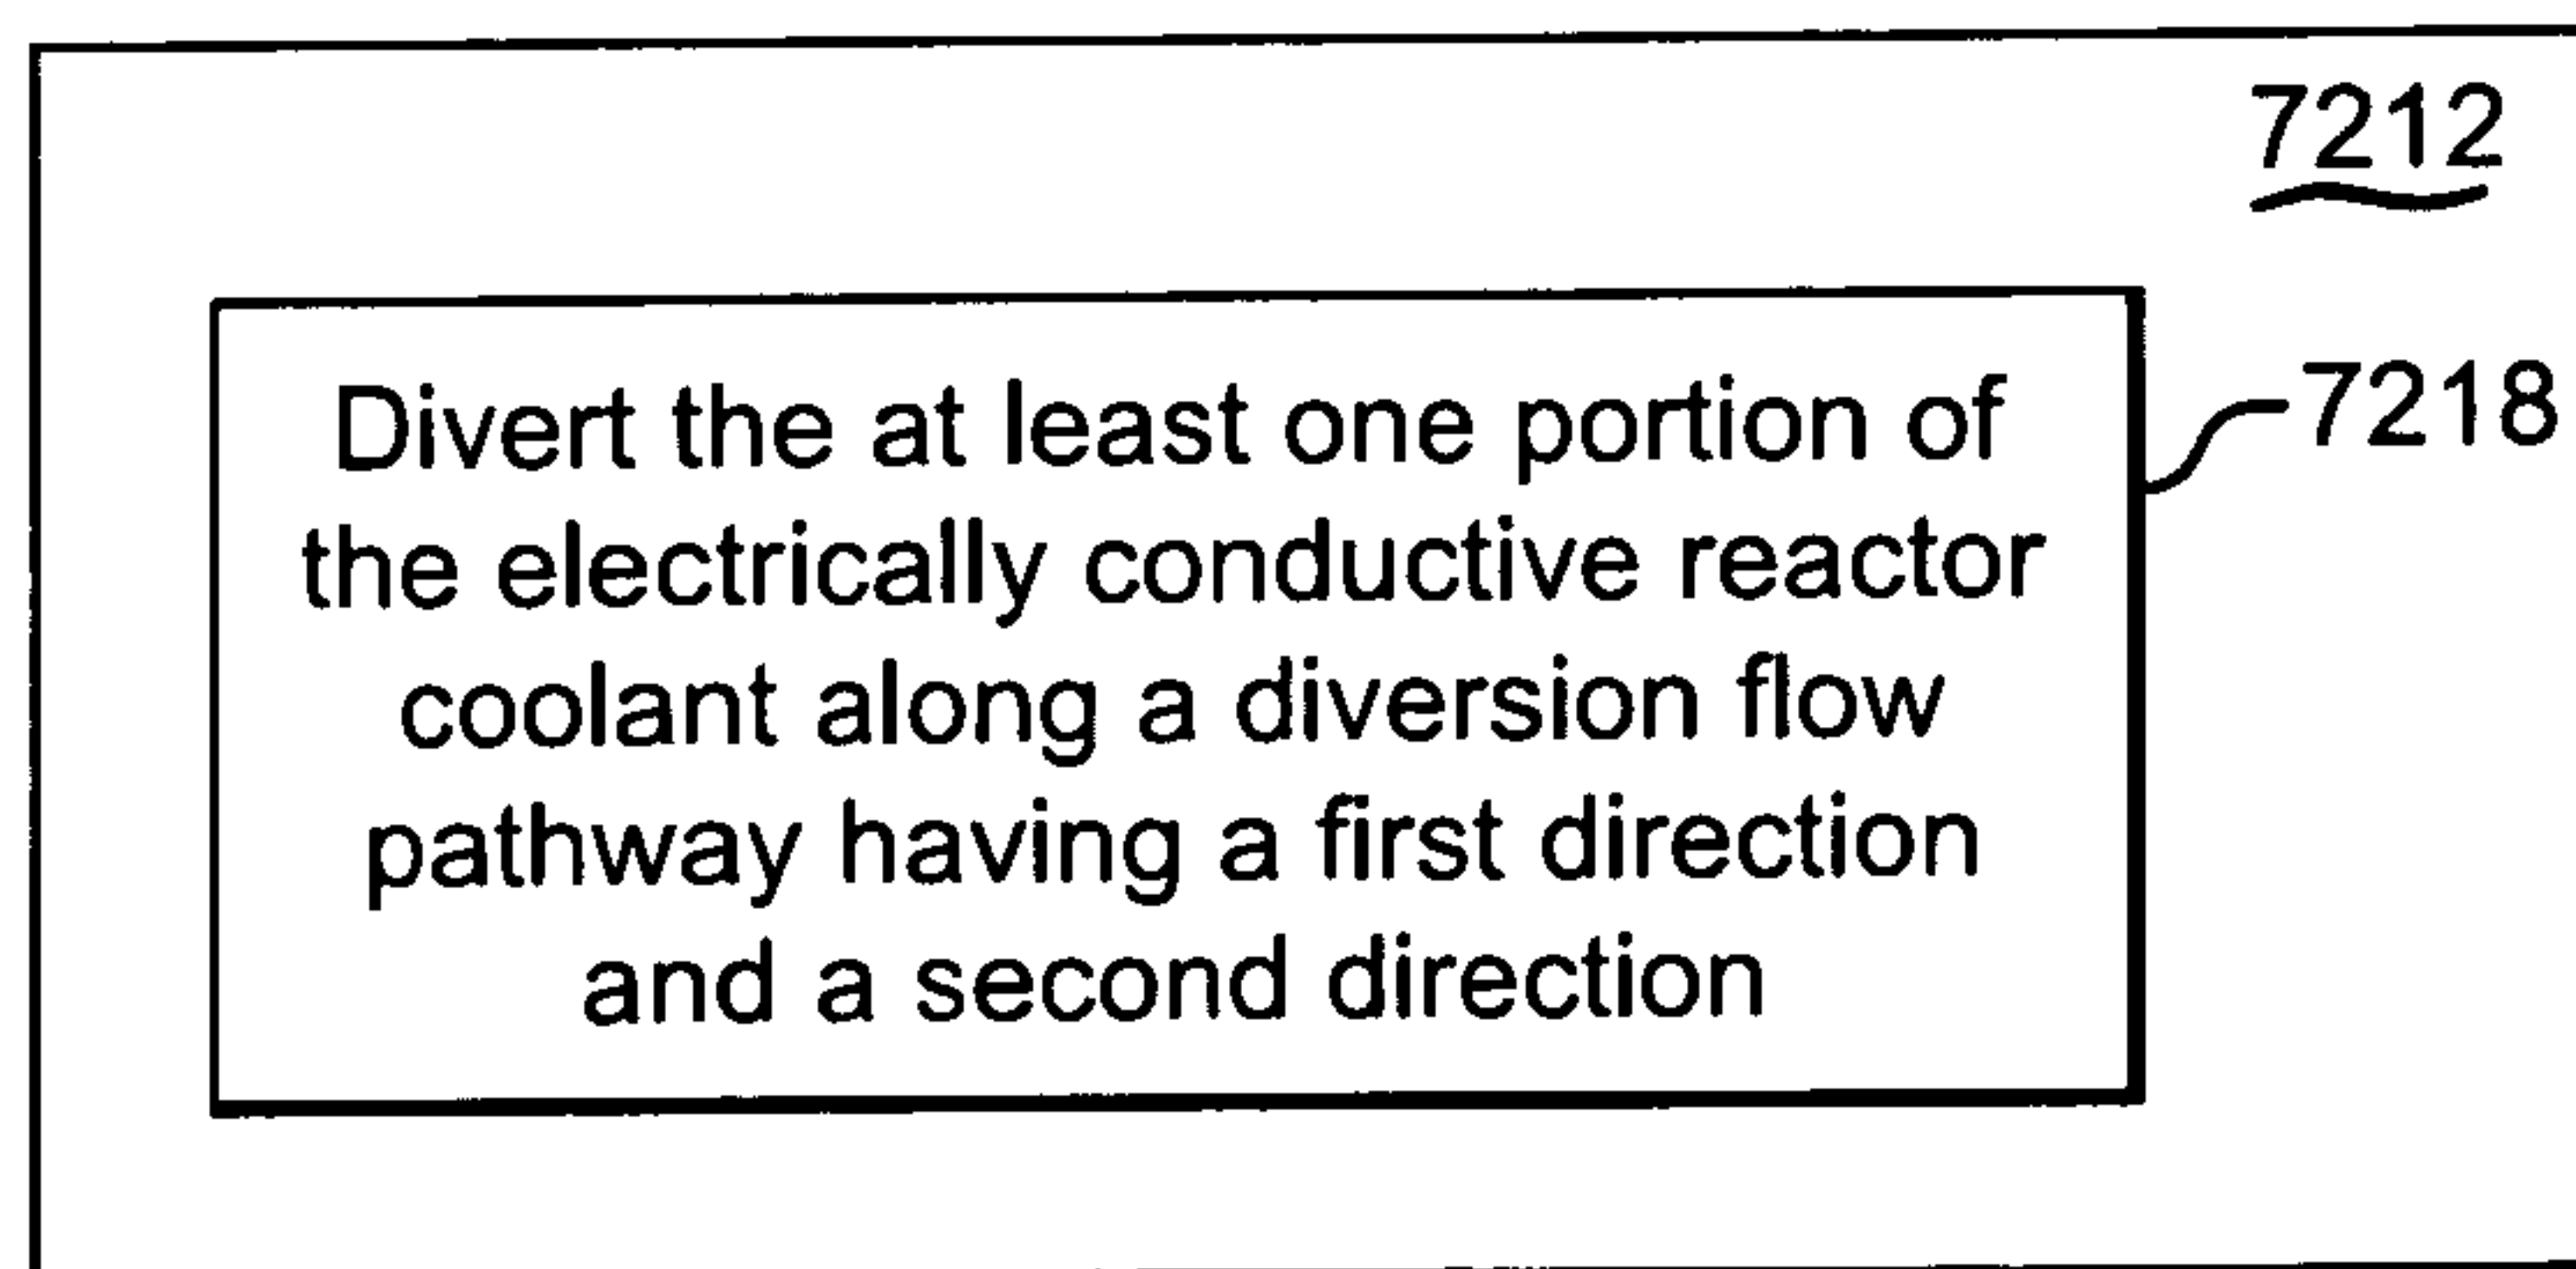 7212
Divert the at least one portion of
the electrically conductive reactor
coolant along a diversion flow
pathway having a first direction
and a second direction
7218